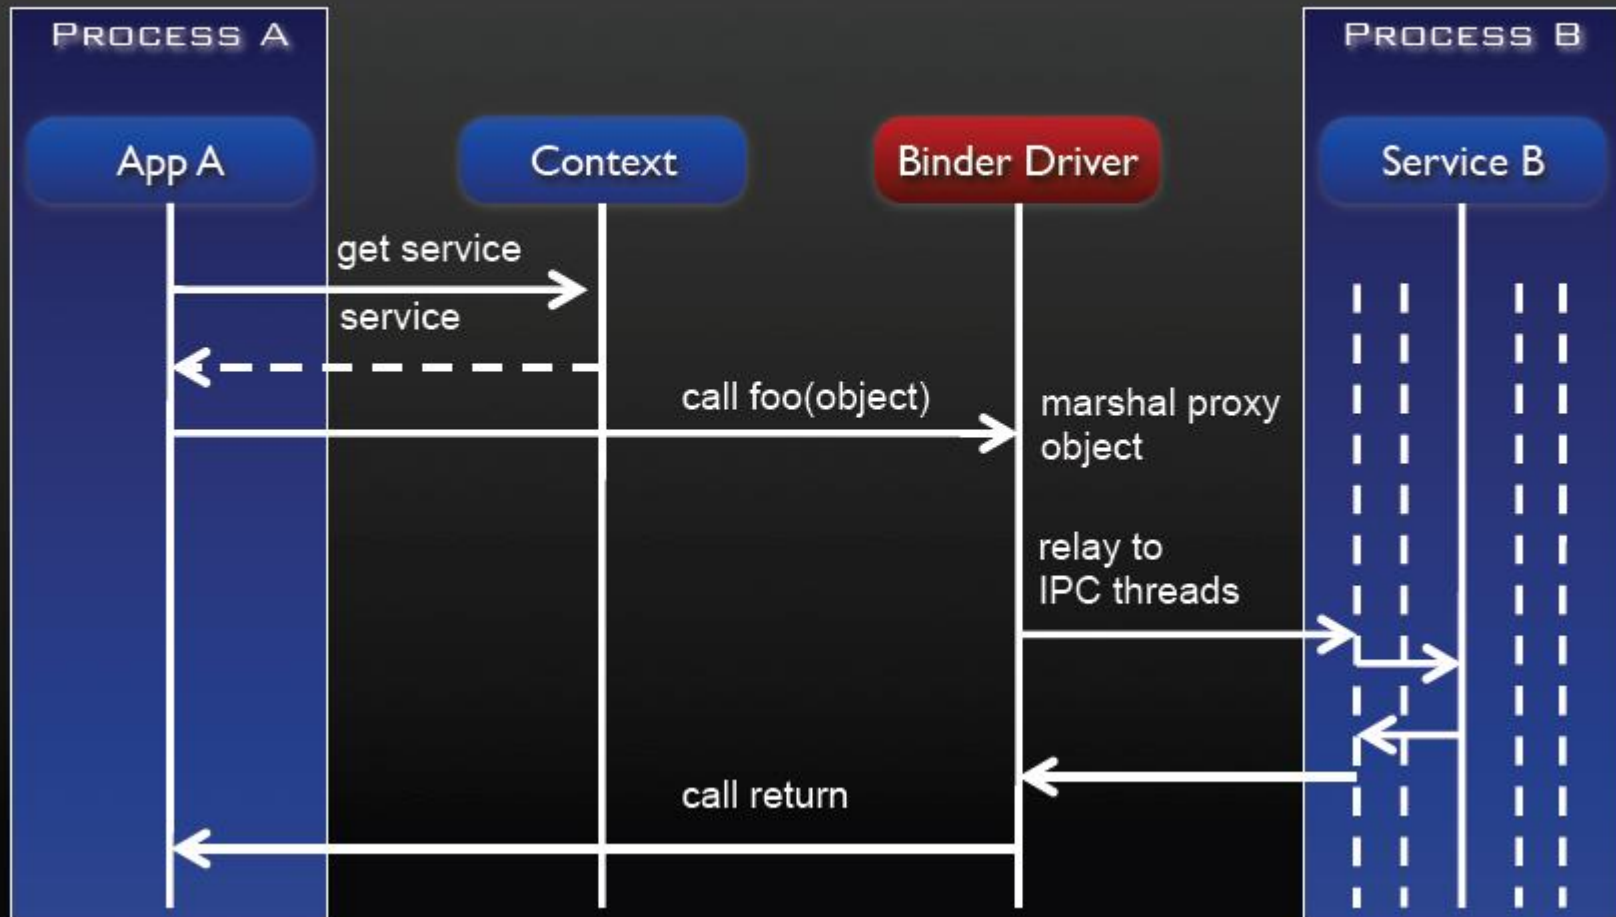 PROCESS A
PROCESS B
App A
Context
Binder Driver
Service B
get service
service
call foo(object)
marshal proxy
object
relay to
IPC threads
call return